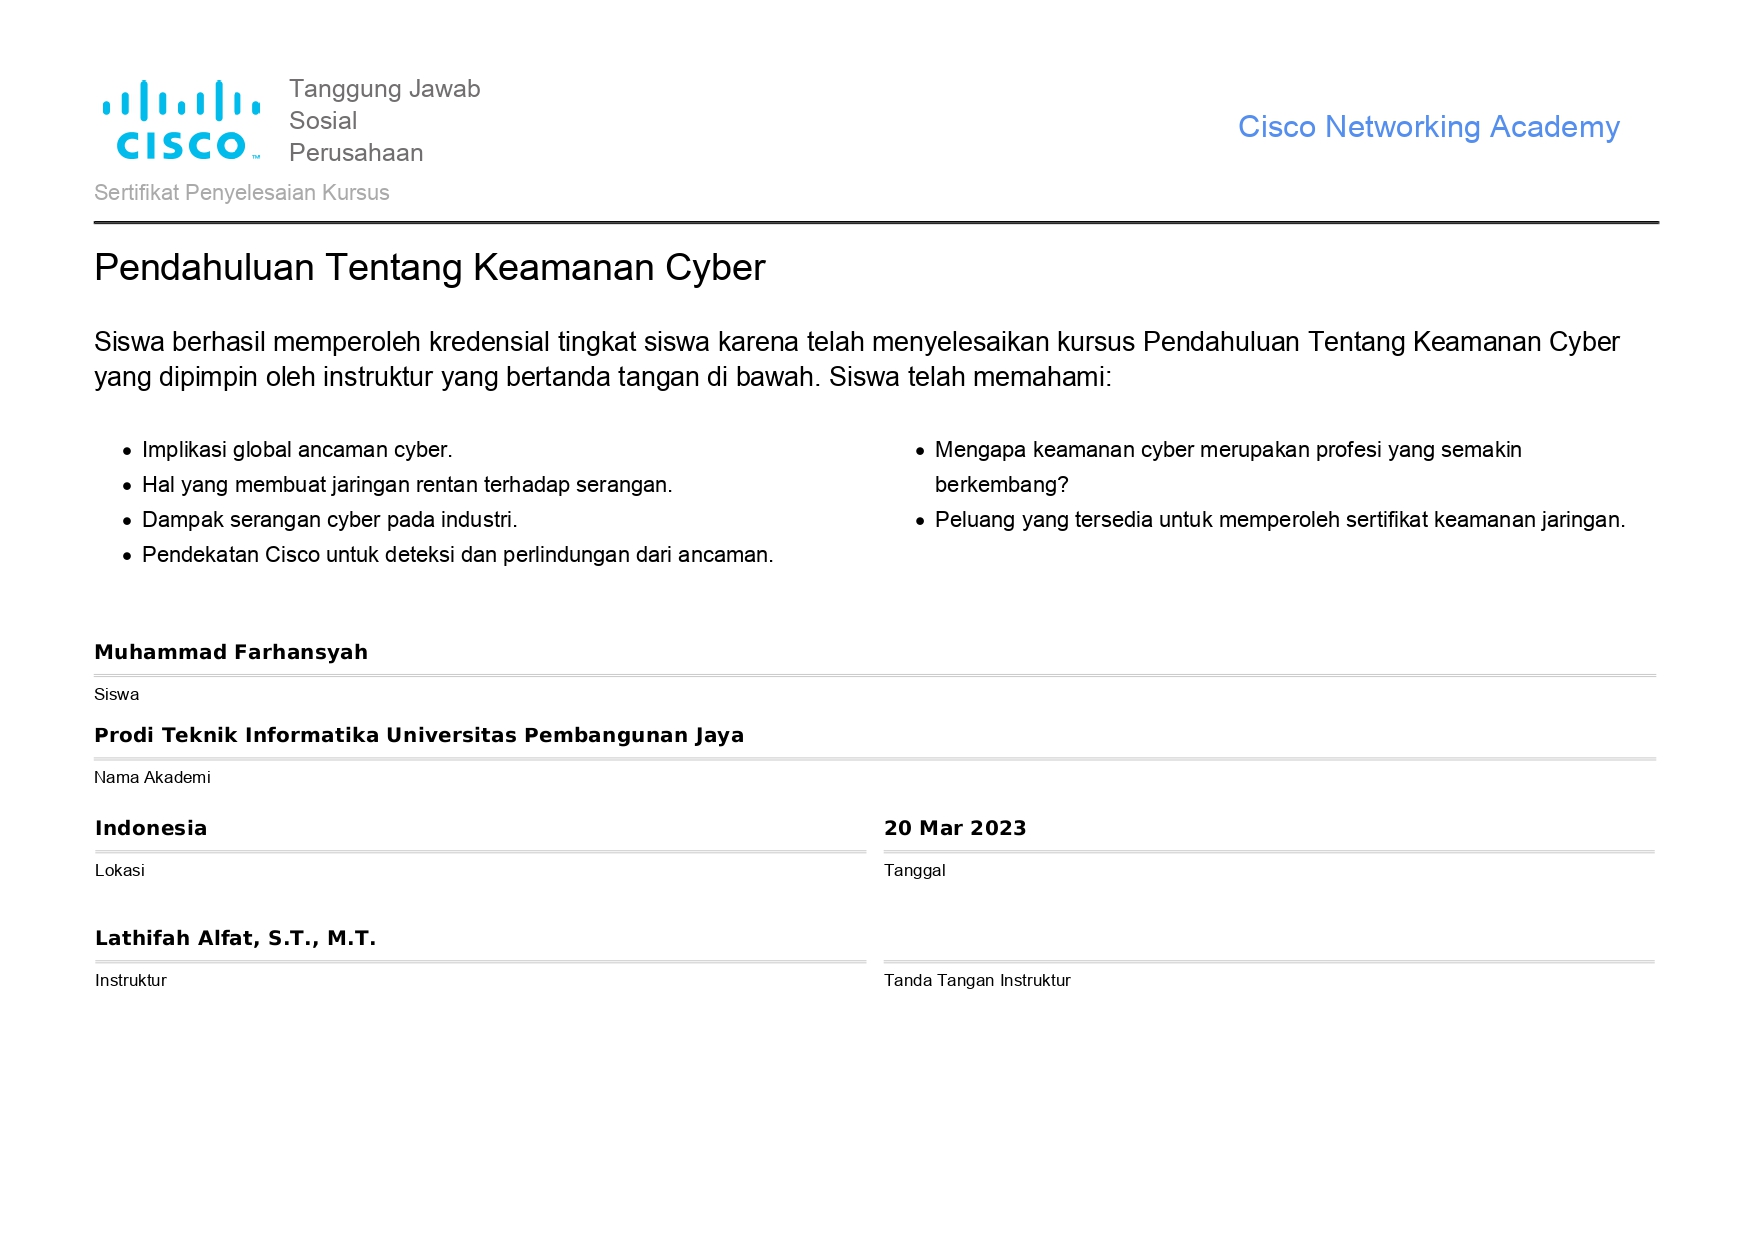 CISCO™
Tanggung Jawab
Sosial
Perusahaan
Cisco Networking Academy
Sertifikat Penyelesaian Kursus
Pendahuluan Tentang Keamanan Cyber
Siswa berhasil memperoleh kredensial tingkat siswa karena telah menyelesaikan kursus Pendahuluan Tentang Keamanan Cyber
yang dipimpin oleh instruktur yang bertanda tangan di bawah. Siswa telah memahami:
• Implikasi global ancaman cyber.
• Hal yang membuat jaringan rentan terhadap serangan.
• Dampak serangan cyber pada industri.
• Pendekatan Cisco untuk deteksi dan perlindungan dari ancaman.
• Mengapa keamanan cyber merupakan profesi yang semakin
berkembang?
• Peluang yang tersedia untuk memperoleh sertifikat keamanan jaringan.
Muhammad Farhansyah
Siswa
Prodi Teknik Informatika Universitas Pembangunan Jaya
Nama Akademi
Indonesia
Lokasi
20 Mar 2023
Tanggal
Lathifah Alfat, S.T., M.T.
Instruktur
Tanda Tangan Instruktur